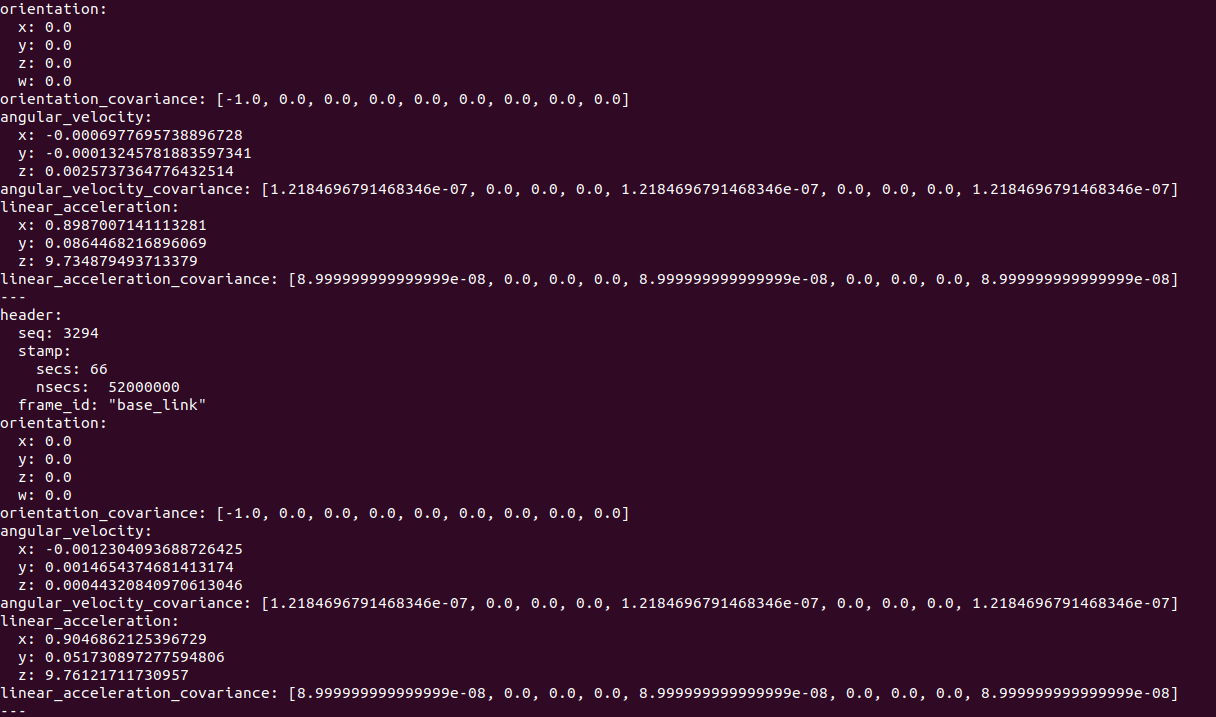 orientation:
  x: 0.0
  y: 0.0
  z: 0.0
  w: 0.0
orientation_covariance: [-1.0, 0.0, 0.0, 0.0, 0.0, 0.0, 0.0, 0.0, 0.0]
angular_velocity:
  x: -0.0006977695738896728
  y: -0.00013245781883597341
  z: 0.0025737364776432514
angular_velocity_covariance: [1.2184696791468346e-07, 0.0, 0.0, 0.0, 1.2184696791468346e-07, 0.0, 0.0, 0.0, 1.2184696791468346e-07]
linear_acceleration:
  x: 0.8987007141113281
  y: 0.0864468216896069
  z: 9.734879493713379
linear_acceleration_covariance: [8.999999999999999e-08, 0.0, 0.0, 0.0, 8.999999999999999e-08, 0.0, 0.0, 0.0, 8.999999999999999e-08]
---
header:
  seq: 3294
  stamp:
    secs: 66
    nsecs:  52000000
  frame_id: "base_link"
orientation:
  x: 0.0
  y: 0.0
  z: 0.0
  w: 0.0
orientation_covariance: [-1.0, 0.0, 0.0, 0.0, 0.0, 0.0, 0.0, 0.0, 0.0]
angular_velocity:
  x: -0.0012304093688726425
  y: 0.0014654374681413174
  z: 0.00044320840970613046
angular_velocity_covariance: [1.2184696791468346e-07, 0.0, 0.0, 0.0, 1.2184696791468346e-07, 0.0, 0.0, 0.0, 1.2184696791468346e-07]
linear_acceleration:
  x: 0.9046862125396729
  y: 0.051730897277594806
  z: 9.76121711730957
linear_acceleration_covariance: [8.999999999999999e-08, 0.0, 0.0, 0.0, 8.999999999999999e-08, 0.0, 0.0, 0.0, 8.999999999999999e-08]
---